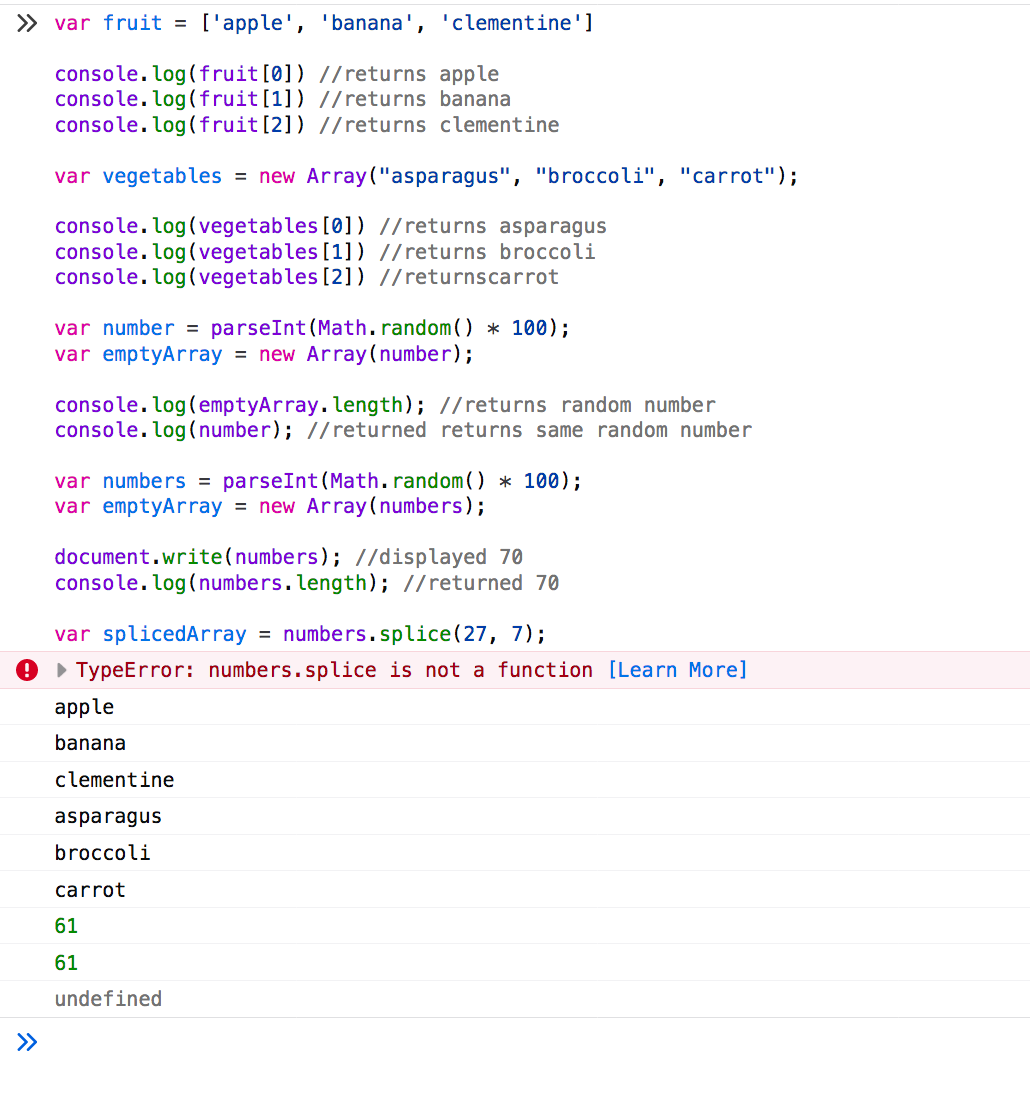 >> var fruit = ['apple', 'banana', 'clementine']
console.log(fruit[0]) //returns apple
console.log(fruit[1]) //returns banana
console.log(fruit[2]) //returns clementine
var vegetables = new Array("asparagus", "broccoli", "carrot");
console.log(vegetables[0]) //returns asparagus
console.log(vegetables[1]) //returns broccoli
console.log(vegetables[2]) //returnscarrot
var number = parseInt(Math.random() * 100);
var emptyArray = new Array(number);
console.log(emptyArray.length); //returns random number
console.log(number); //returned returns same random number
var numbers = parseInt(Math.random() * 100);
var emptyArray = new Array(numbers);
document.write(numbers); //displayed 70
console.log(numbers.length); //returned 70
var splicedArray = numbers.splice(27, 7);
TypeError: numbers.splice is not a function [Learn More]
apple
banana
clementine
asparagus
broccoli
carrot
61
61
undefined
>>